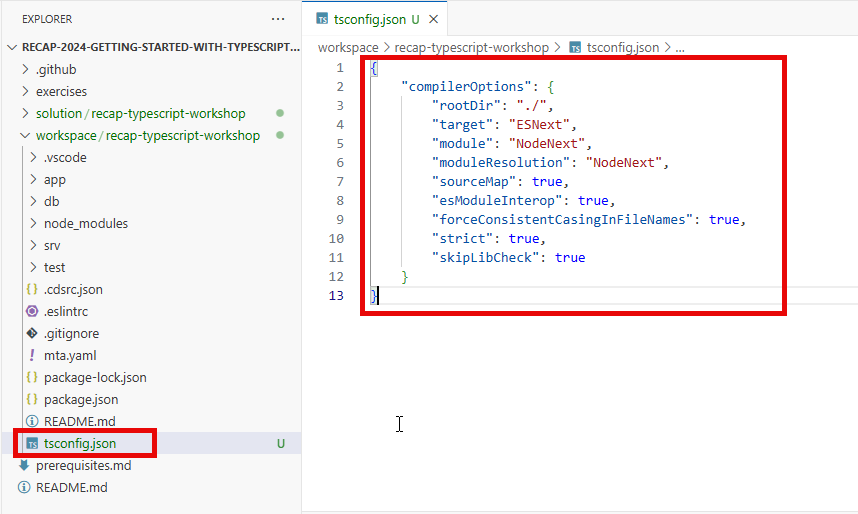 EXPLORER ...
RECAP-2024-GETTING-STARTED-WITH-TYPESCRIPT...
.github
exercises
solution/recap-typescript-workshop
workspace/recap-typescript-workshop
.vscode
app
db
node_modules
srv
test
{} .cdsrc.json
.eslintrc
.gitignore
! mta.yaml
{} package-lock.json
{} package.json
README.md
TS tsconfig.json U
prerequisites.md
README.md
TS tsconfig.json U ×
workspace > recap-typescript-workshop > TS tsconfig.json > ...
1 {
2 "compilerOptions": {
3 "rootDir": "./",
4 "target": "ESNext",
5 "module": "NodeNext",
6 "moduleResolution": "NodeNext",
7 "sourceMap": true,
8 "esModuleInterop": true,
9 "forceConsistentCasingInFileNames": true,
10 "strict": true,
11 "skipLibCheck": true
12 }
13 }